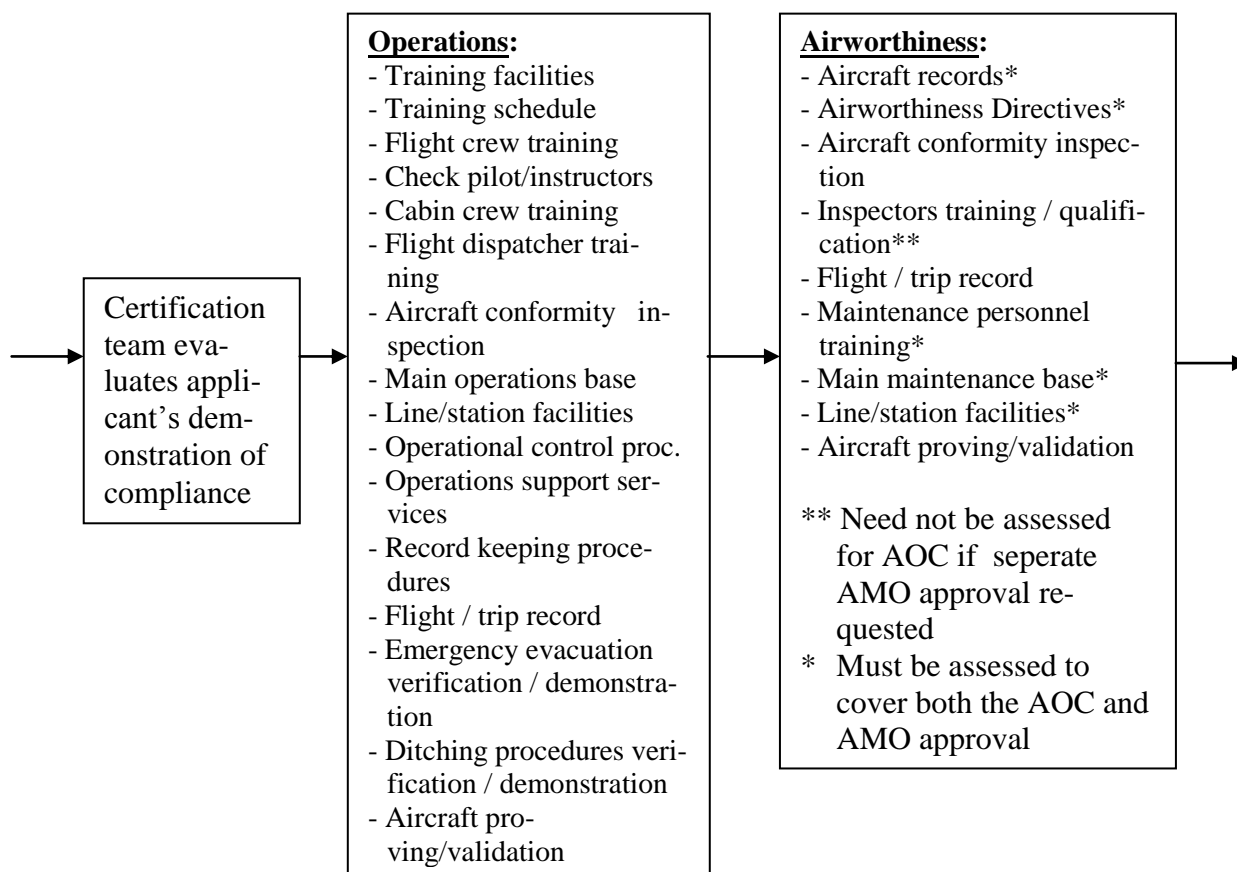 Certification
team eva-
luates appli-
cant’s dem-
onstration of
compliance
Operations:
- Training facilities
- Training schedule
- Flight crew training
- Check pilot/instructors
- Cabin crew training
- Flight dispatcher trai-
ning
- Aircraft conformity in-
spection
- Main operations base
- Line/station facilities
- Operational control proc.
- Operations support ser-
vices
- Record keeping proce-
dures
- Flight / trip record
- Emergency evacuation
verification / demonstra-
tion
- Ditching procedures veri-
fication / demonstration
- Aircraft pro-
ving/validation
Airworthiness:
- Aircraft records*
- Airworthiness Directives*
- Aircraft conformity inspec-
tion
- Inspectors training / qualifi-
cation**
- Flight / trip record
- Maintenance personnel
training*
- Main maintenance base*
- Line/station facilities*
- Aircraft proving/validation
** Need not be assessed
for AOC if seperate
AMO approval re-
quested
* Must be assessed to
cover both the AOC and
AMO approval